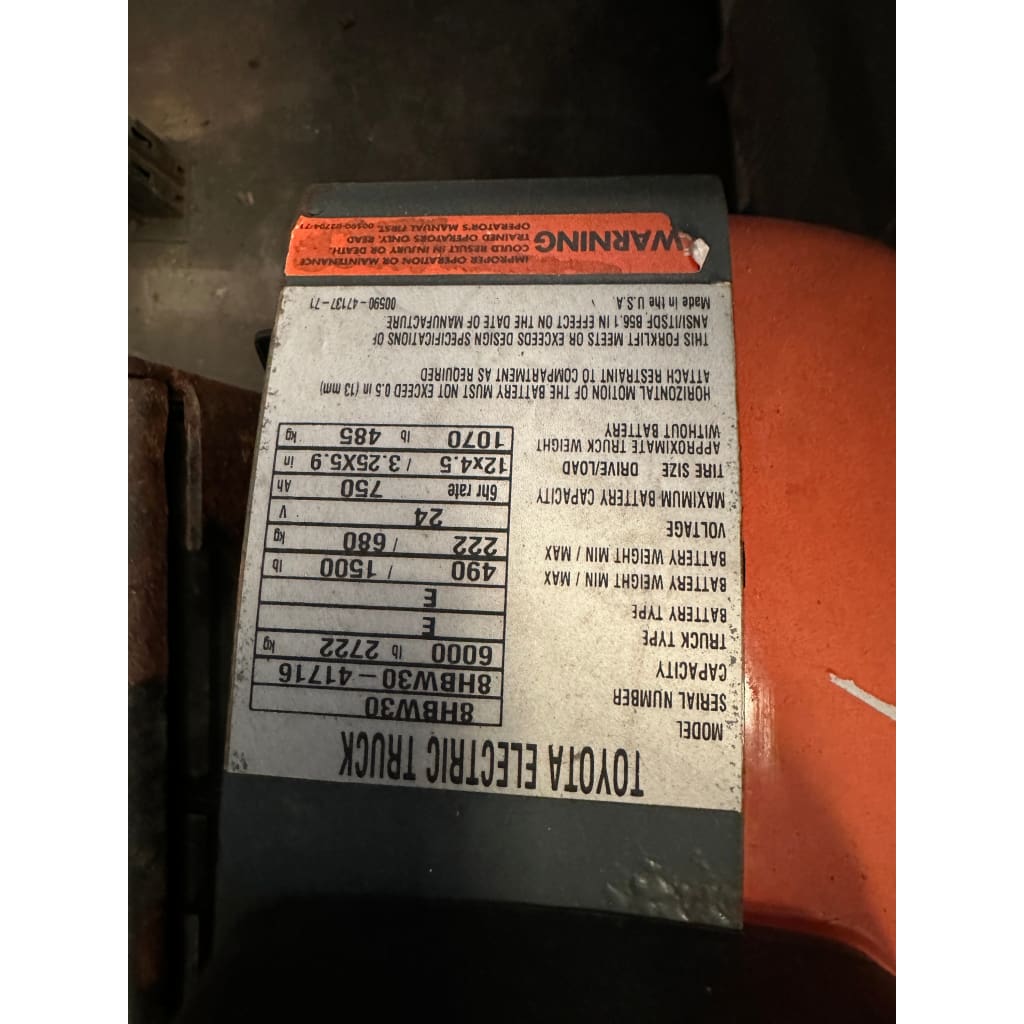 TOYOTA ELECTRIC TRUCK
MODEL 8HBW30
SERIAL NUMBER 8HBW30 - 41716
CAPACITY 6000 lb 2722 kg
TRUCK TYPE E
BATTERY TYPE E
BATTERY WEIGHT MIN / MAX 490 / 1500 lb
BATTERY WEIGHT MIN / MAX 222 / 680 kg
VOLTAGE 24 V
MAXIMUM BATTERY CAPACITY 6hr rate 750 Ah
TIRE SIZE DRIVE/LOAD 12x4.5 / 3.25X5.9 in
APPROXIMATE TRUCK WEIGHT
WITHOUT BATTERY 1070 lb 485 kg
HORIZONTAL MOTION OF THE BATTERY MUST NOT EXCEED 0.5 in (13 mm)
ATTACH RESTRAINT TO COMPARTMENT AS REQUIRED
THIS FORKLIFT MEETS OR EXCEEDS DESIGN SPECIFICATIONS OF
ANSI/ITSDF B56.1 IN EFFECT ON THE DATE OF MANUFACTURE
Made in the U.S.A. 00590-47137-71
WARNING
IMPROPER OPERATION OR MAINTENANCE
COULD RESULT IN INJURY OR DEATH.
TRAINED OPERATORS ONLY. READ
OPERATOR'S MANUAL FIRST. 00590-02704-71